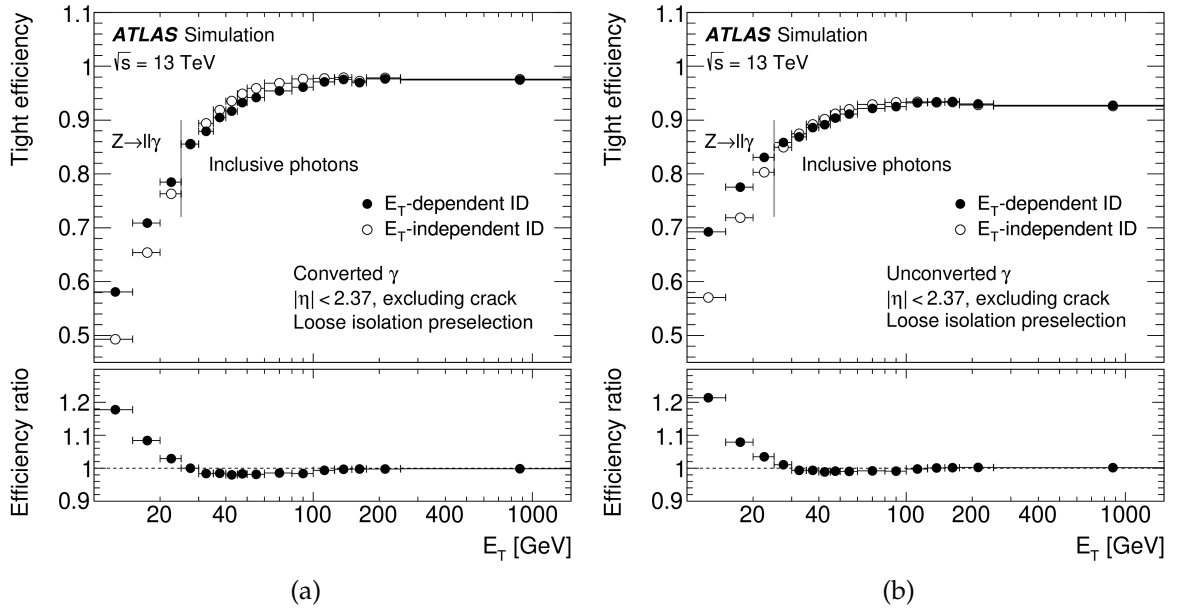 Tight efficiency
1.1
1
0.9
0.8
0.7
0.6
0.5
ATLAS Simulation
√s = 13 TeV
Z→llγ
Inclusive photons
E_T-dependent ID
E_T-independent ID
Converted γ
|η| < 2.37, excluding crack
Loose isolation preselection
Efficiency ratio
1.2
1.1
1
0.9
20 40 100 200 400 1000
E_T [GeV]
(a)
Tight efficiency
1.1
1
0.9
0.8
0.7
0.6
0.5
ATLAS Simulation
√s = 13 TeV
Z→llγ
Inclusive photons
E_T-dependent ID
E_T-independent ID
Unconverted γ
|η| < 2.37, excluding crack
Loose isolation preselection
Efficiency ratio
1.2
1.1
1
0.9
20 40 100 200 400 1000
E_T [GeV]
(b)